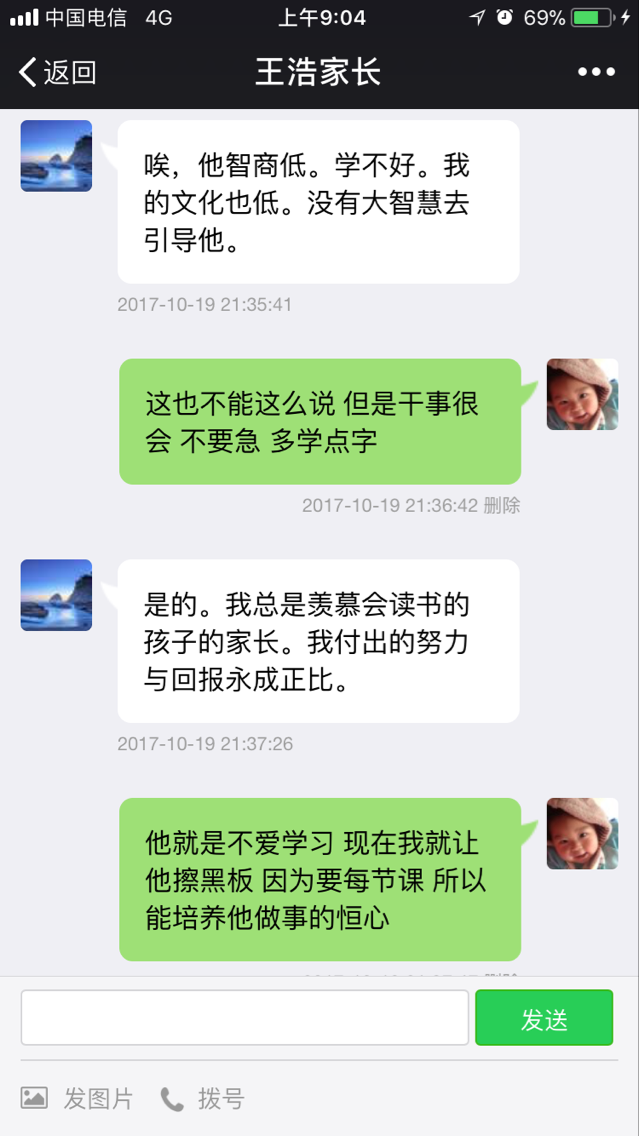 中国电信 4G 上午9:04 69%
返回 王浩家长
唉，他智商低。学不好。我
的文化也低。没有大智慧去
引导他。
2017-10-19 21:35:41
这也不能这么说 但是干事很
会 不要急 多学点字
2017-10-19 21:36:42 删除
是的。我总是羡慕会读书的
孩子的家长。我付出的努力
与回报永成正比。
2017-10-19 21:37:26
他就是不爱学习 现在我就让
他擦黑板 因为要每节课 所以
能培养他做事的恒心
发送
发图片 拨号